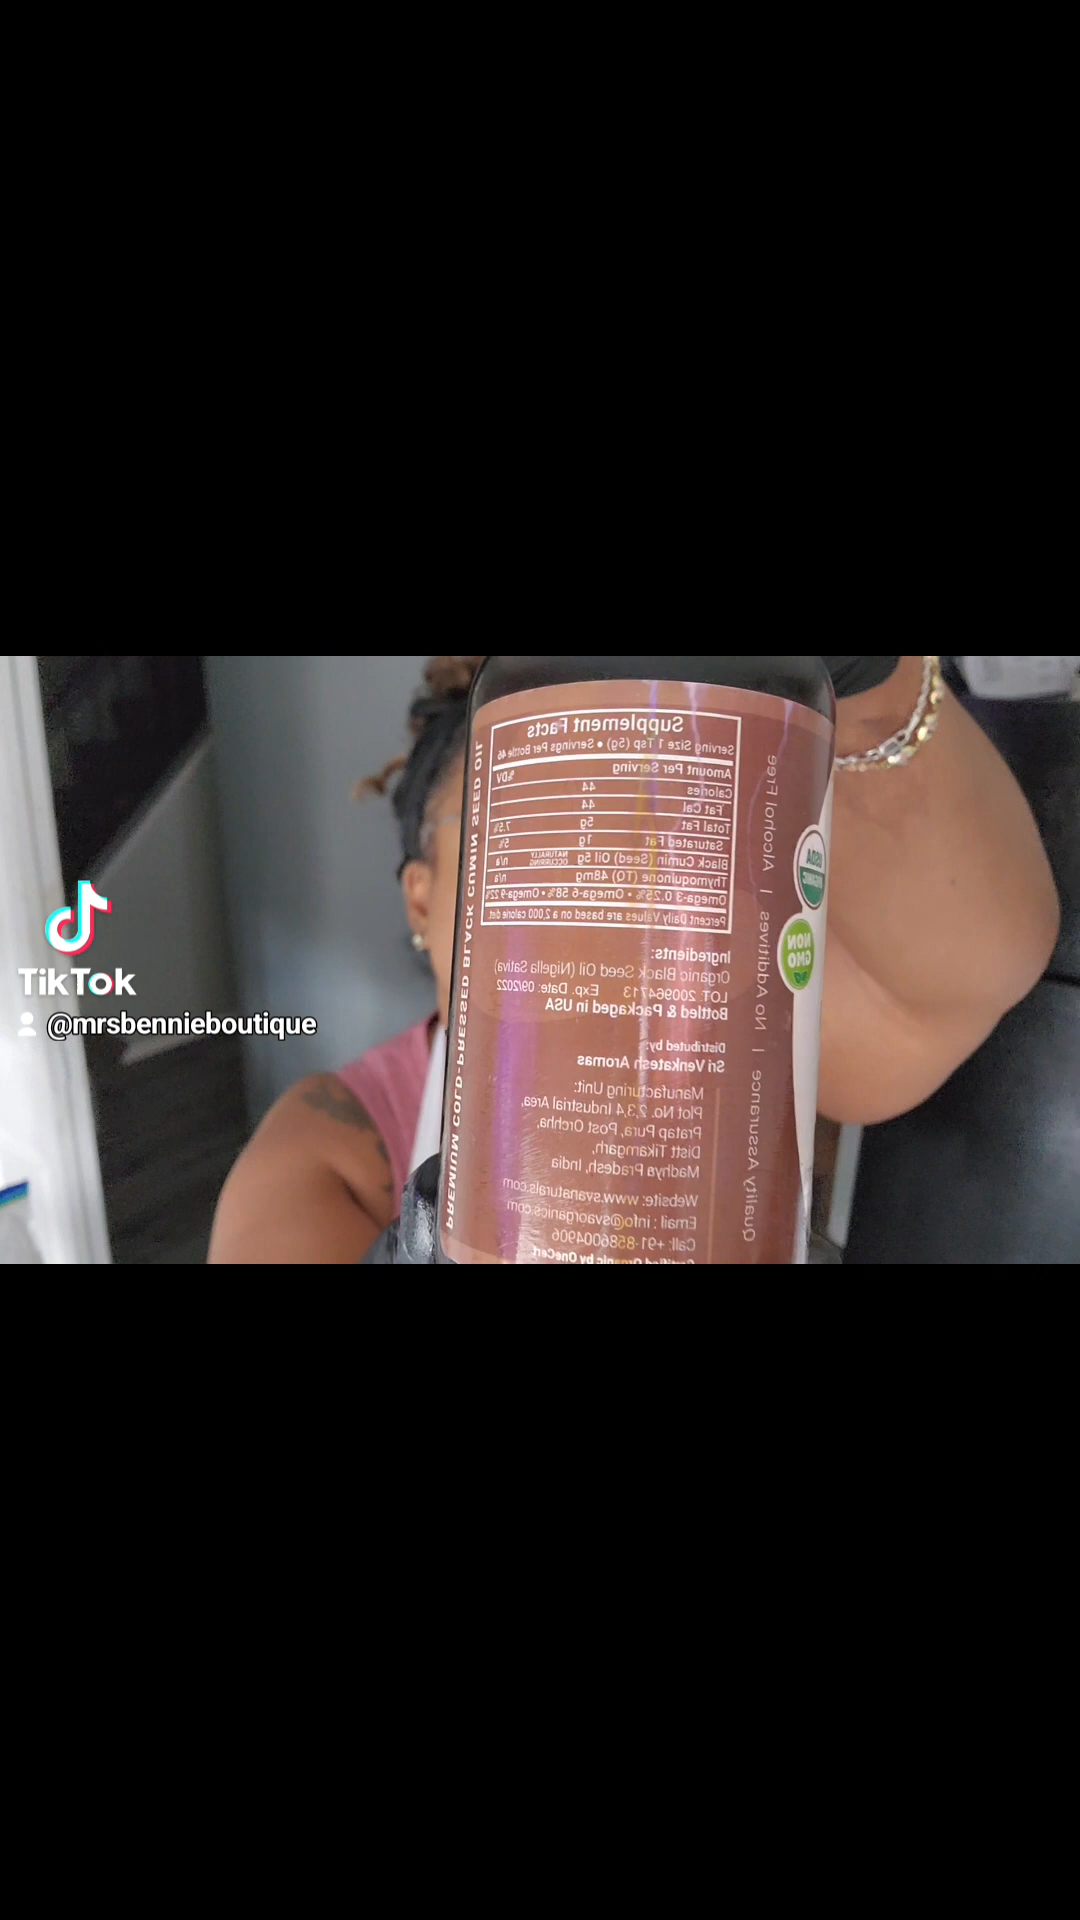 Supplement Facts
Serving Size 1 Tsp (5g) • Servings Per Bottle 46
Amount Per Serving %DV
Calories 44
Fat Cal 44
Total Fat 5g 7.5%
Saturated Fat 1g 5%
Black Cumin (Seed) Oil 5g NATURALLY OCCURRING n/a
Thymoquinone (TQ) 48mg n/a
Omega-3 0.25% • Omega-6 58% • Omega-9 22%
Percent Daily Values are based on a 2,000 calorie diet.
Ingredients:
Organic Black Seed Oil (Nigella Sativa)
LOT: 200964713 Exp. Date: 09/2022
Bottled & Packaged in USA
Distributed by:
Sri Venkatesh Aromas
Manufacturing Unit:
Plot No. 2,3,4 Industrial Area,
Pratap Pura, Post Orchha,
Distt Tikamgarh,
Madhya Pradesh, India
Website: www.svanaturals.com
Email : info@svaorganics.com
Call: +91-8586004906
Certified Organic by OneCert
PREMIUM COLD-PRESSED BLACK CUMIN SEED OIL
Quality Assurance | No Additives | Alcohol Free
USDA
ORGANIC
NON
GMO
TikTok
@mrsbennieboutique